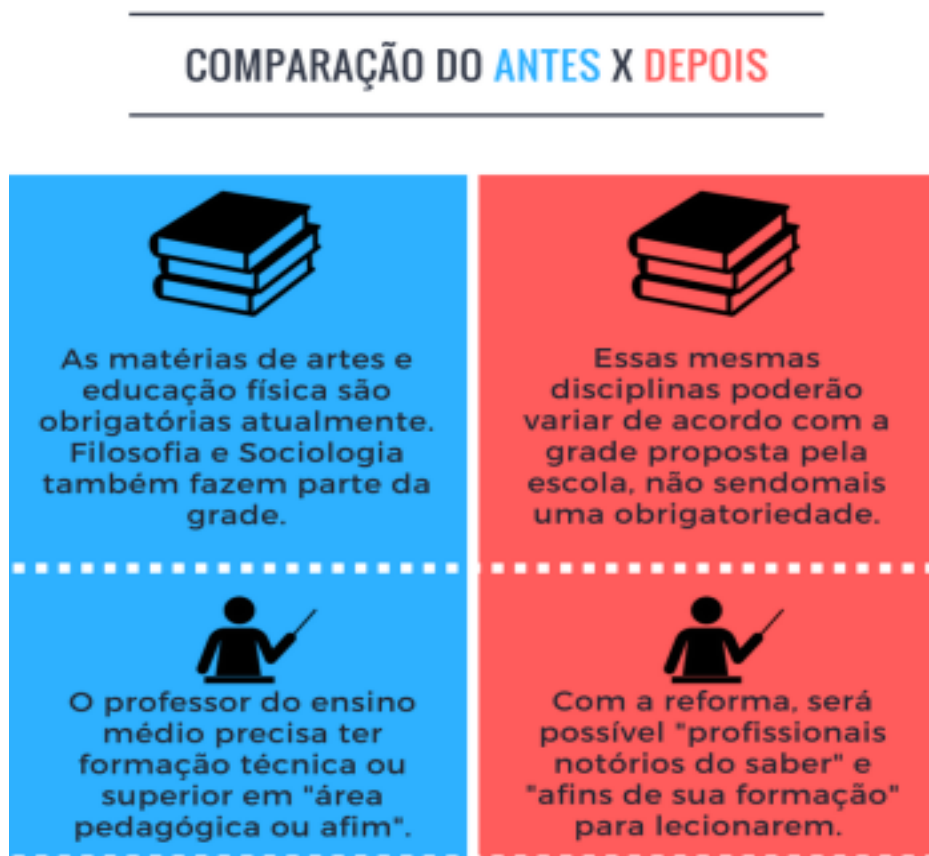 COMPARAÇÃO DO ANTES X DEPOIS
As matérias de artes e
educação física são
obrigatórias atualmente.
Filosofia e Sociologia
também fazem parte da
grade.
Essas mesmas
disciplinas poderão
variar de acordo com a
grade proposta pela
escola, não sendomais
uma obrigatoriedade.
O professor do ensino
médio precisa ter
formação técnica ou
superior em "área
pedagógica ou afim".
Com a reforma, será
possível "profissionais
notórios do saber" e
"afins de sua formação"
para lecionarem.